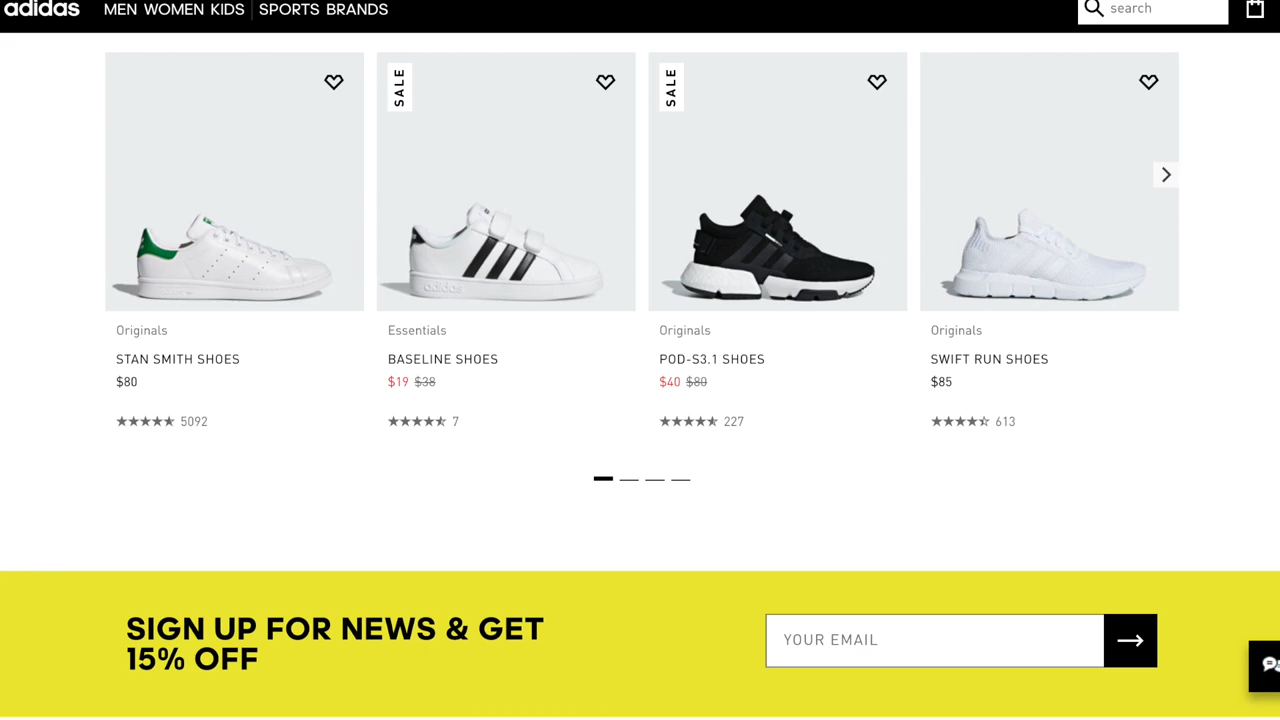 adidas MEN WOMEN KIDS SPORTS BRANDS search
SALE SALE
Originals Essentials Originals Originals
STAN SMITH SHOES BASELINE SHOES POD-S3.1 SHOES SWIFT RUN SHOES
$80 $19 $38 $40 $80 $85
5092 7 227 613
SIGN UP FOR NEWS & GET
15% OFF
YOUR EMAIL